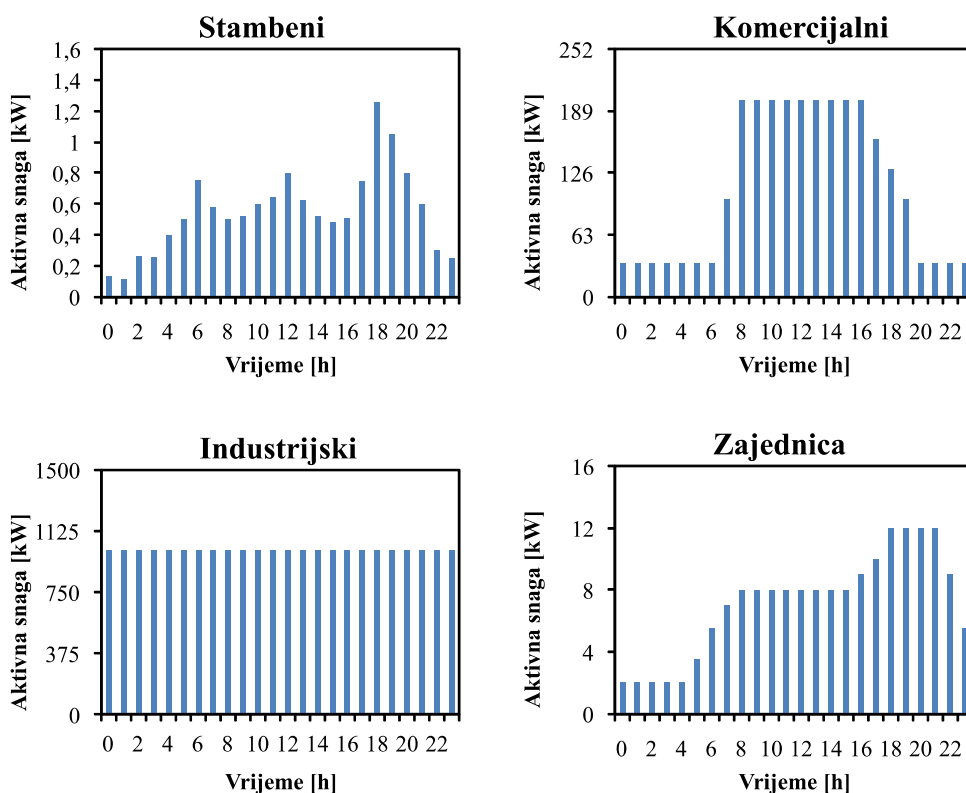 Stambeni
Aktivna snaga [kW]
1,6
1,4
1,2
1
0,8
0,6
0,4
0,2
0
0 2 4 6 8 10 12 14 16 18 20 22
Vrijeme [h]
Komercijalni
Aktivna snaga [kW]
252
189
126
63
0
0 2 4 6 8 10 12 14 16 18 20 22
Vrijeme [h]
Industrijski
Aktivna snaga [kW]
1500
1125
750
375
0
0 2 4 6 8 10 12 14 16 18 20 22
Vrijeme [h]
Zajednica
Aktivna snaga [kW]
16
12
8
4
0
0 2 4 6 8 10 12 14 16 18 20 22
Vrijeme [h]